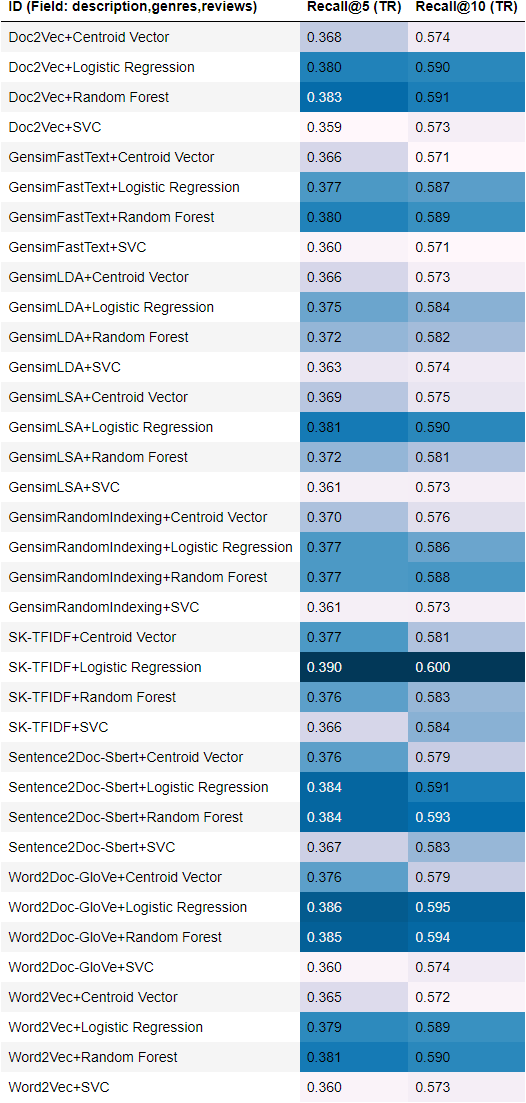 ID (Field: description,genres,reviews) Recall@5 (TR) Recall@10 (TR)
Doc2Vec+Centroid Vector 0.368 0.574
Doc2Vec+Logistic Regression 0.380 0.590
Doc2Vec+Random Forest 0.383 0.591
Doc2Vec+SVC 0.359 0.573
GensimFastText+Centroid Vector 0.366 0.571
GensimFastText+Logistic Regression 0.377 0.587
GensimFastText+Random Forest 0.380 0.589
GensimFastText+SVC 0.360 0.571
GensimLDA+Centroid Vector 0.366 0.573
GensimLDA+Logistic Regression 0.375 0.584
GensimLDA+Random Forest 0.372 0.582
GensimLDA+SVC 0.363 0.574
GensimLSA+Centroid Vector 0.369 0.575
GensimLSA+Logistic Regression 0.381 0.590
GensimLSA+Random Forest 0.372 0.581
GensimLSA+SVC 0.361 0.573
GensimRandomIndexing+Centroid Vector 0.370 0.576
GensimRandomIndexing+Logistic Regression 0.377 0.586
GensimRandomIndexing+Random Forest 0.377 0.588
GensimRandomIndexing+SVC 0.361 0.573
SK-TFIDF+Centroid Vector 0.377 0.581
SK-TFIDF+Logistic Regression 0.390 0.600
SK-TFIDF+Random Forest 0.376 0.583
SK-TFIDF+SVC 0.366 0.584
Sentence2Doc-Sbert+Centroid Vector 0.376 0.579
Sentence2Doc-Sbert+Logistic Regression 0.384 0.591
Sentence2Doc-Sbert+Random Forest 0.384 0.593
Sentence2Doc-Sbert+SVC 0.367 0.583
Word2Doc-GloVe+Centroid Vector 0.376 0.579
Word2Doc-GloVe+Logistic Regression 0.386 0.595
Word2Doc-GloVe+Random Forest 0.385 0.594
Word2Doc-GloVe+SVC 0.360 0.574
Word2Vec+Centroid Vector 0.365 0.572
Word2Vec+Logistic Regression 0.379 0.589
Word2Vec+Random Forest 0.381 0.590
Word2Vec+SVC 0.360 0.573